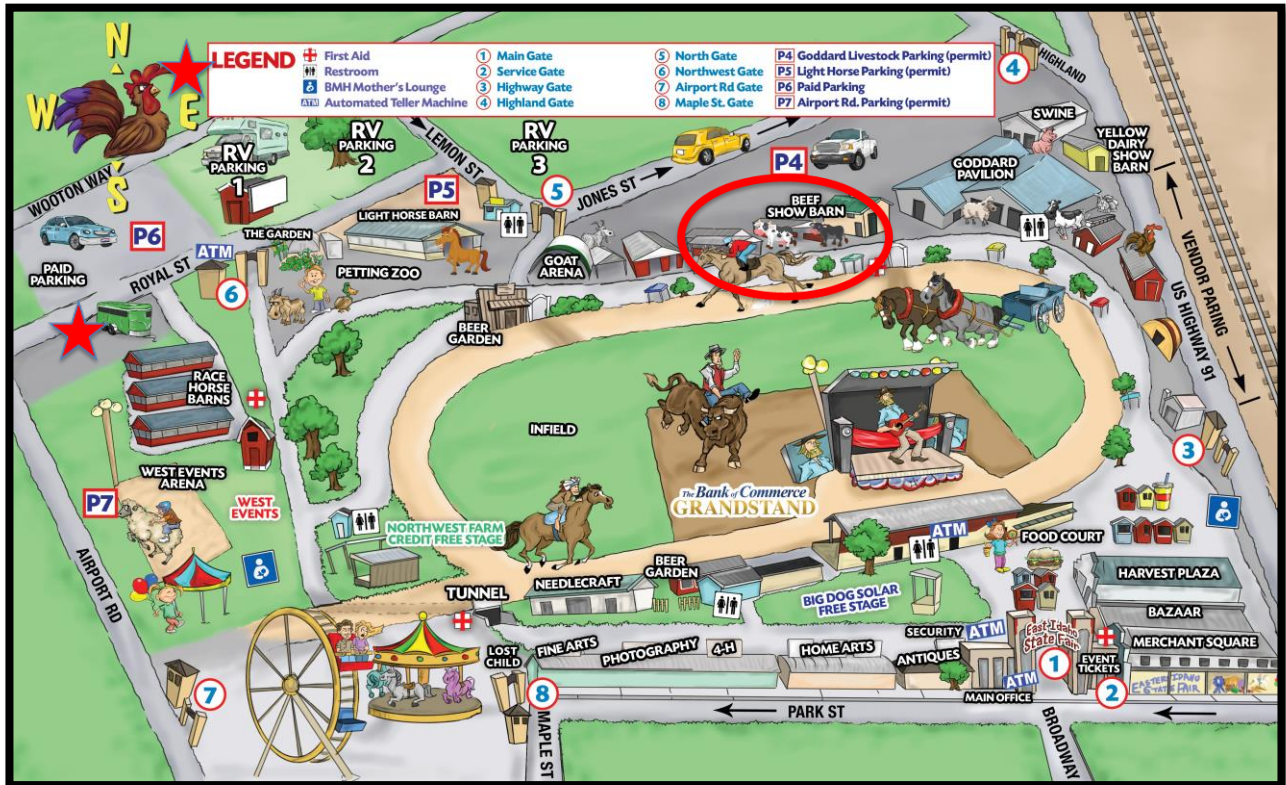 N
W
E
S
LEGEND
First Aid
Restroom
BMH Mother's Lounge
ATM Automated Teller Machine
1 Main Gate
2 Service Gate
3 Highway Gate
4 Highland Gate
5 North Gate
6 Northwest Gate
7 Airport Rd Gate
8 Maple St. Gate
P4 Goddard Livestock Parking (permit)
P5 Light Horse Parking (permit)
P6 Paid Parking
P7 Airport Rd. Parking (permit)
HIGHLAND
4
SWINE
YELLOW
DAIRY
SHOW
BARN
GODDARD
PAVILION
P4
BEEF
SHOW BARN
RV
PARKING
1
RV
PARKING
2
RV
PARKING
3
LEMON ST
JONES ST
WOOTON WAY
P5
5
LIGHT HORSE BARN
P6
PAID
PARKING
ROYAL ST
ATM
6
THE GARDEN
PETTING ZOO
GOAT
ARENA
BEER
GARDEN
VENDOR PARING
US HIGHWAY 91
3
RACE
HORSE
BARNS
INFIELD
WEST EVENTS
ARENA
P7
WEST
EVENTS
AIRPORT RD
The Bank of Commerce
GRANDSTAND
NORTHWEST FARM
CREDIT FREE STAGE
TUNNEL
NEEDLECRAFT
BEER
GARDEN
ATM
FOOD COURT
HARVEST PLAZA
BIG DOG SOLAR
FREE STAGE
BAZAAR
LOST
CHILD
FINE ARTS
PHOTOGRAPHY
4-H
HOME ARTS
ANTIQUES
SECURITY
ATM
East Idaho
State Fair
1
ATM
MAIN OFFICE
EVENT
TICKETS
2
MERCHANT SQUARE
EASTERN IDAHO
STATE FAIR
7
8
MAPLE ST
PARK ST
BROADWAY